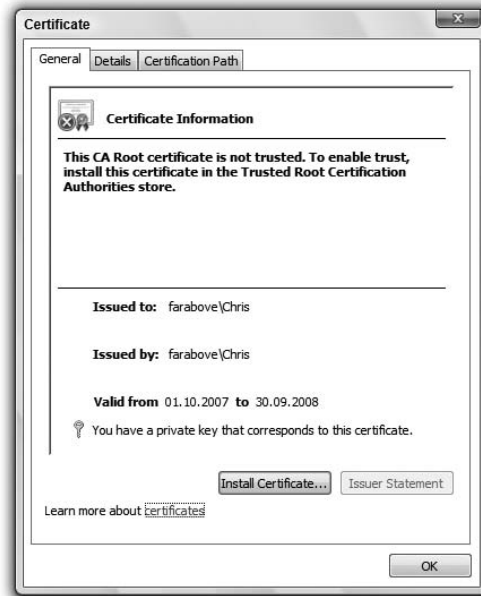 Certificate
General Details Certification Path
Certificate Information
This CA Root certificate is not trusted. To enable trust,
install this certificate in the Trusted Root Certification
Authorities store.
Issued to: farabove\Chris
Issued by: farabove\Chris
Valid from 01.10.2007 to 30.09.2008
You have a private key that corresponds to this certificate.
Install Certificate... Issuer Statement
Learn more about certificates
OK